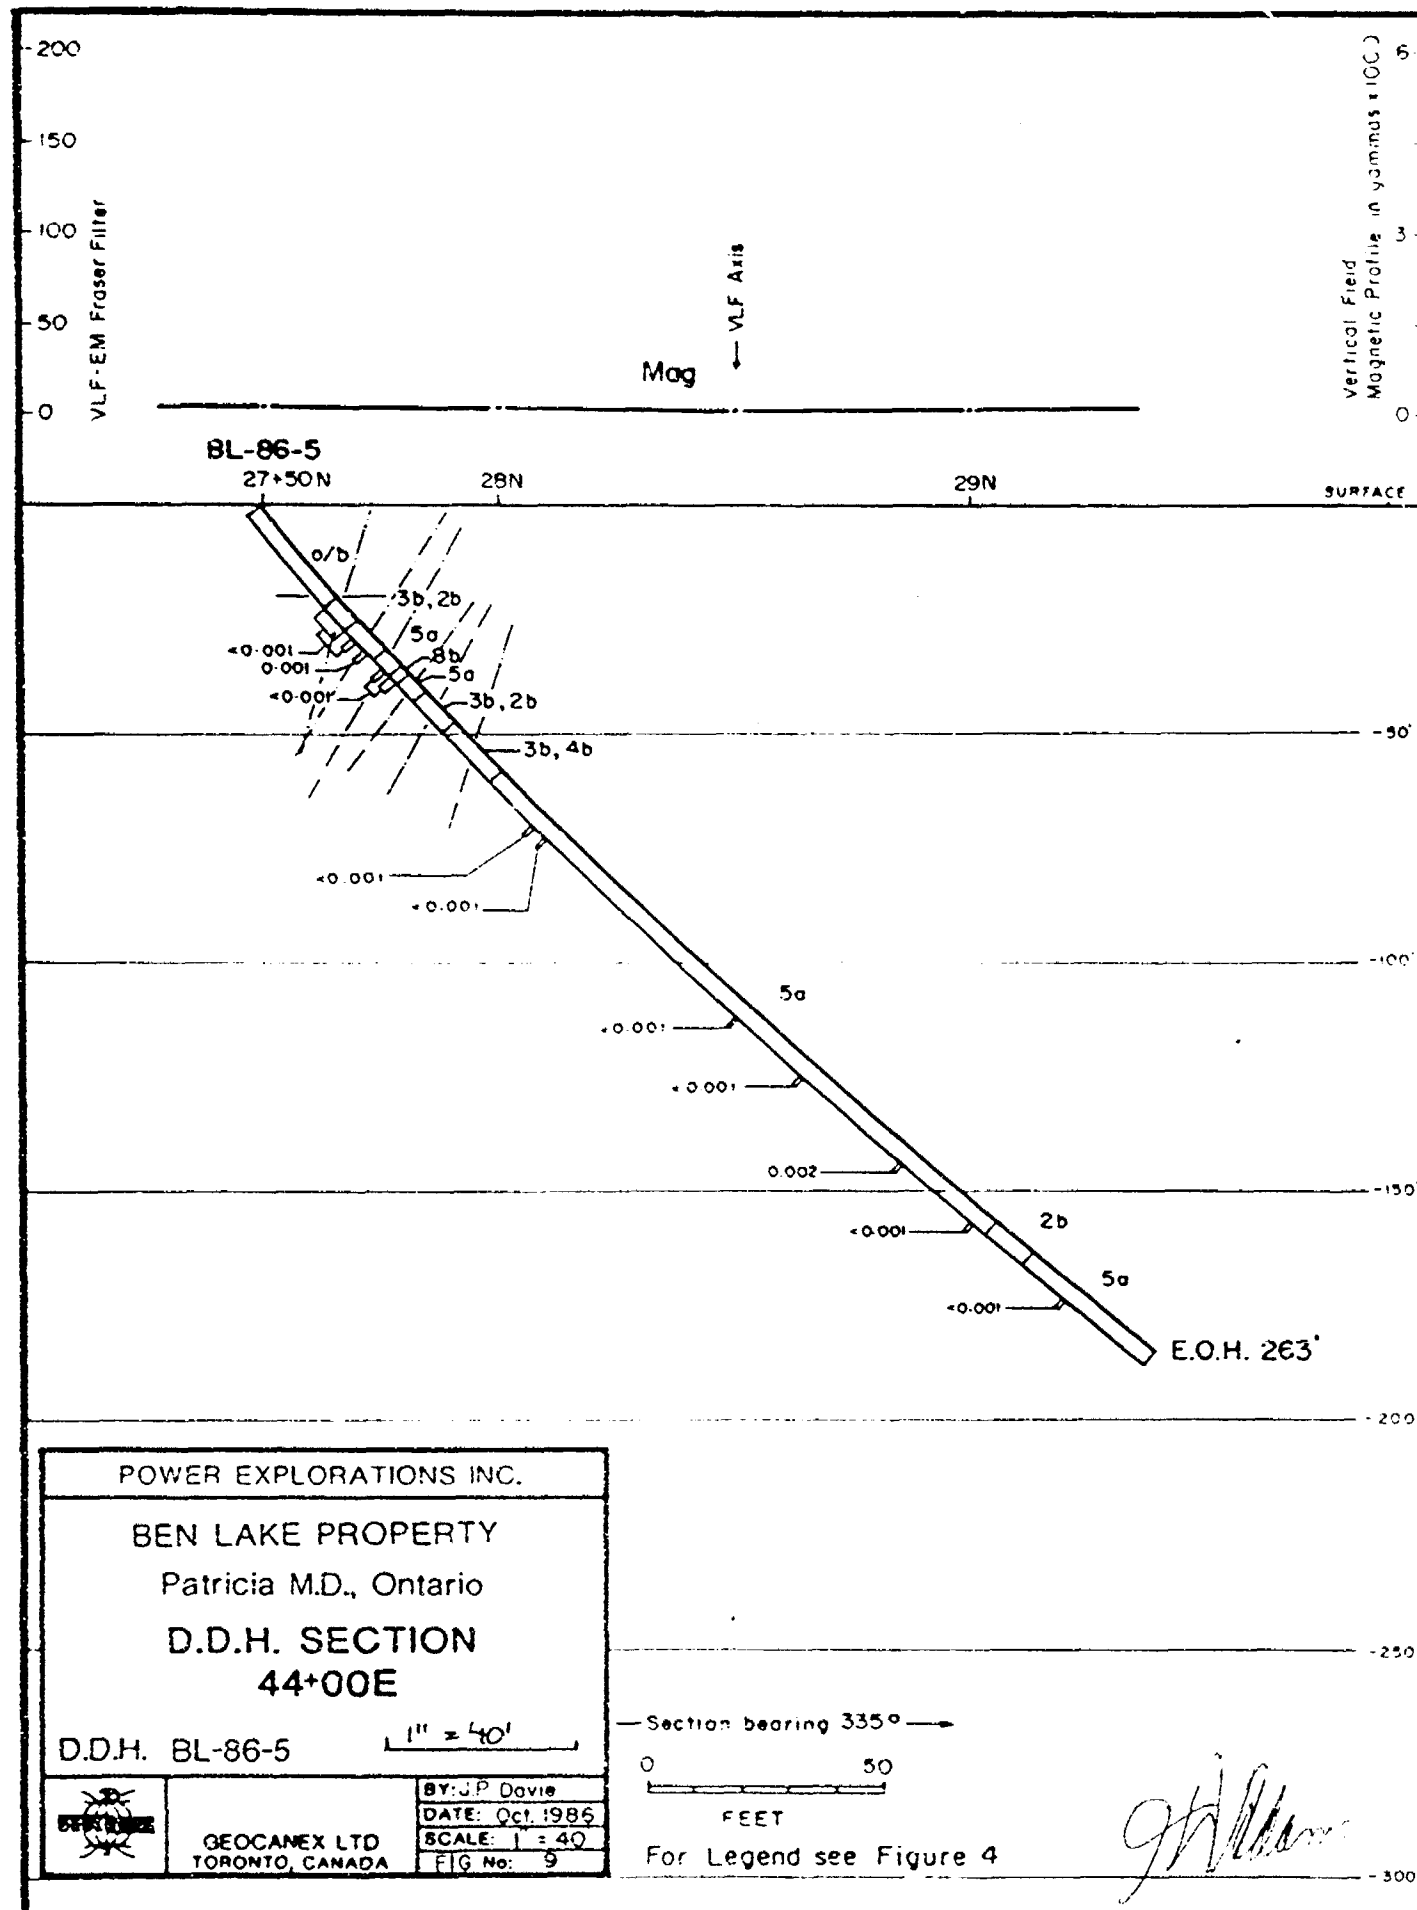 200
150
100
50
0
VLF-EM Fraser Filter
6
3
0
Vertical Field
Magnetic Profile in gammas x 100)
VLF Axis
Mag
BL-86-5
27+50N
28N
29N
SURFACE
o/b
3b, 2b
5a
8b
5a
3b, 2b
3b, 4b
<0.001
0.001
<0.001
-50'
<0.001
<0.001
-100'
5a
<0.001
<0.001
0.002
-150'
<0.001
2b
5a
<0.001
E.O.H. 263'
-200
-250
-300
POWER EXPLORATIONS INC.
BEN LAKE PROPERTY
Patricia M.D., Ontario
D.D.H. SECTION
44+00E
D.D.H. BL-86-5
1" = 40'
GEOCANEX LTD
TORONTO, CANADA
BY: J.P. Davie
DATE: Oct. 1986
SCALE: 1" = 40
FIG No: 9
Section bearing 335°
0 50
FEET
For Legend see Figure 4